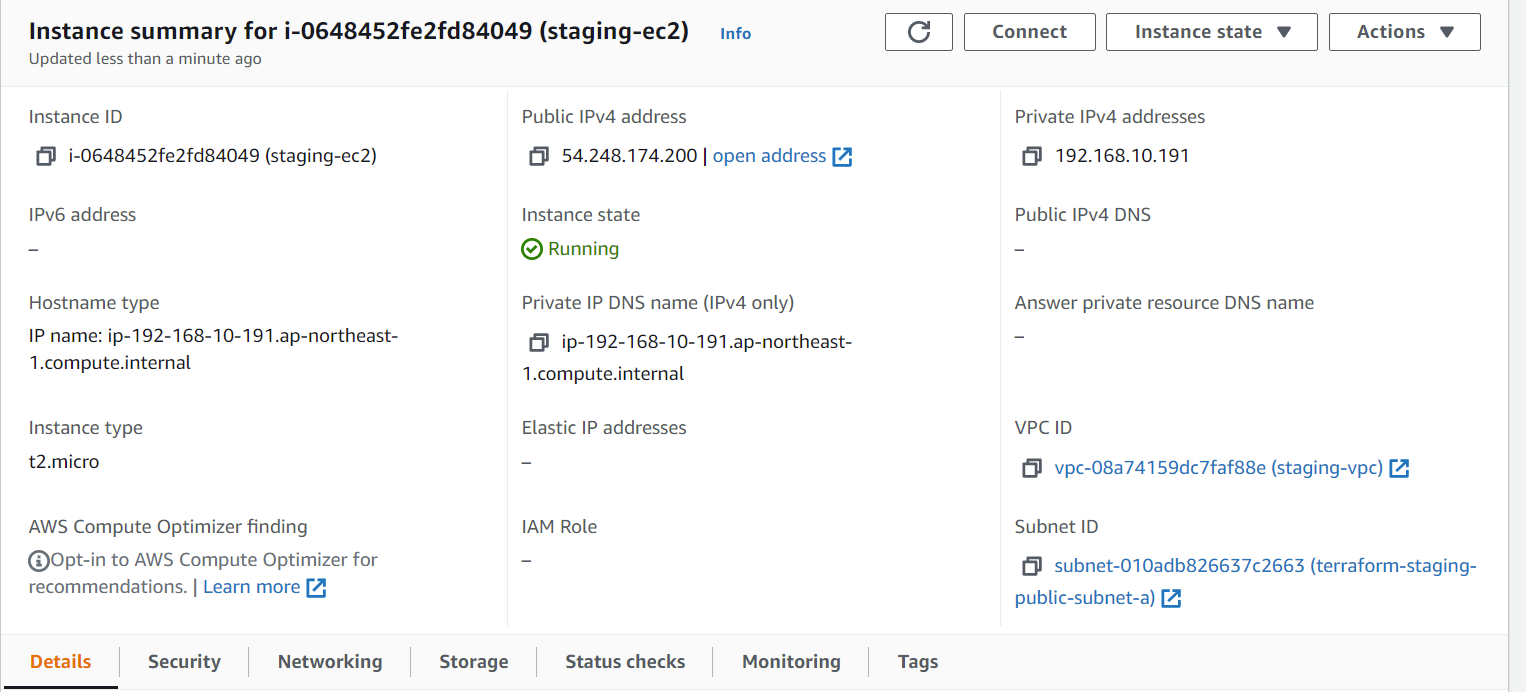 Instance summary for i-0648452fe2fd84049 (staging-ec2) Info
Updated less than a minute ago
Connect
Instance state
Actions
Instance ID
i-0648452fe2fd84049 (staging-ec2)
Public IPv4 address
54.248.174.200 | open address
Private IPv4 addresses
192.168.10.191
IPv6 address
–
Instance state
Running
Public IPv4 DNS
–
Hostname type
IP name: ip-192-168-10-191.ap-northeast-
1.compute.internal
Private IP DNS name (IPv4 only)
ip-192-168-10-191.ap-northeast-
1.compute.internal
Answer private resource DNS name
–
Instance type
t2.micro
Elastic IP addresses
–
VPC ID
vpc-08a74159dc7faf88e (staging-vpc)
AWS Compute Optimizer finding
Opt-in to AWS Compute Optimizer for
recommendations. | Learn more
IAM Role
–
Subnet ID
subnet-010adb826637c2663 (terraform-staging-
public-subnet-a)
Details
Security
Networking
Storage
Status checks
Monitoring
Tags